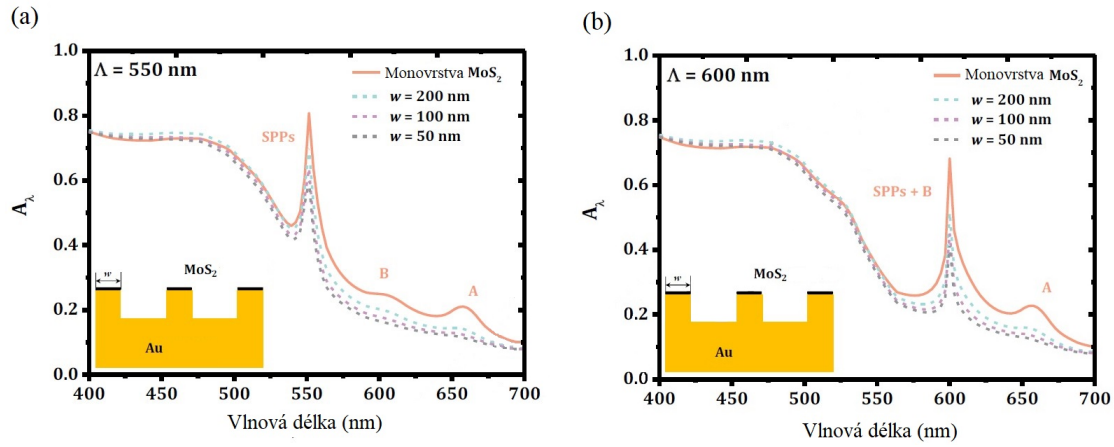 (a)
Λ = 550 nm
Monovrstva MoS₂
w = 200 nm
w = 100 nm
w = 50 nm
SPPs
B
A
w
MoS₂
Au
1.0
0.8
0.6
0.4
0.2
0.0
A_λ
400 450 500 550 600 650 700
Vlnová délka (nm)
(b)
Λ = 600 nm
Monovrstva MoS₂
w = 200 nm
w = 100 nm
w = 50 nm
SPPs + B
A
w
MoS₂
Au
1.0
0.8
0.6
0.4
0.2
0.0
A_λ
400 450 500 550 600 650 700
Vlnová délka (nm)